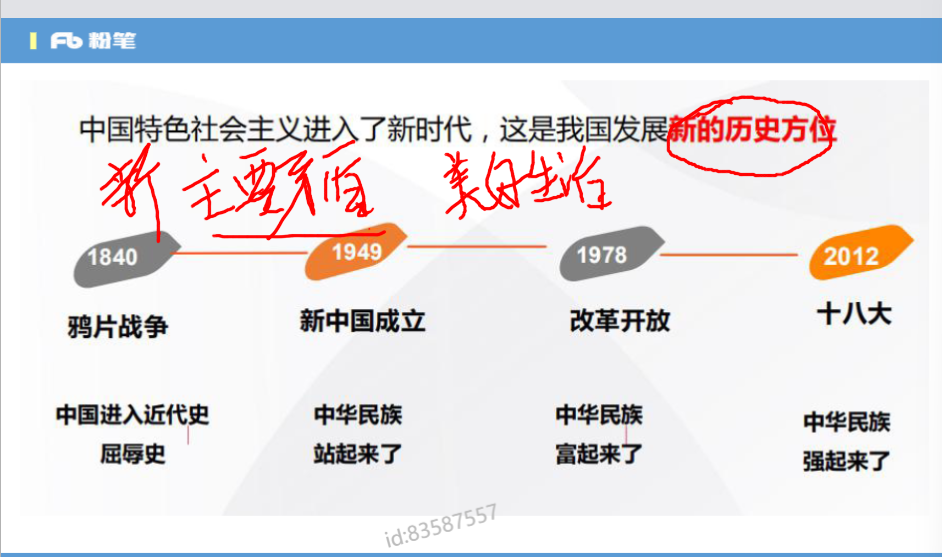 粉笔
中国特色社会主义进入了新时代，这是我国发展新的历史方位
新 主要矛盾 美好生活
1840 1949 1978 2012
鸦片战争 新中国成立 改革开放 十八大
中国进入近代史 中华民族 中华民族 中华民族
屈辱史 站起来了 富起来了 强起来了
id:83587557